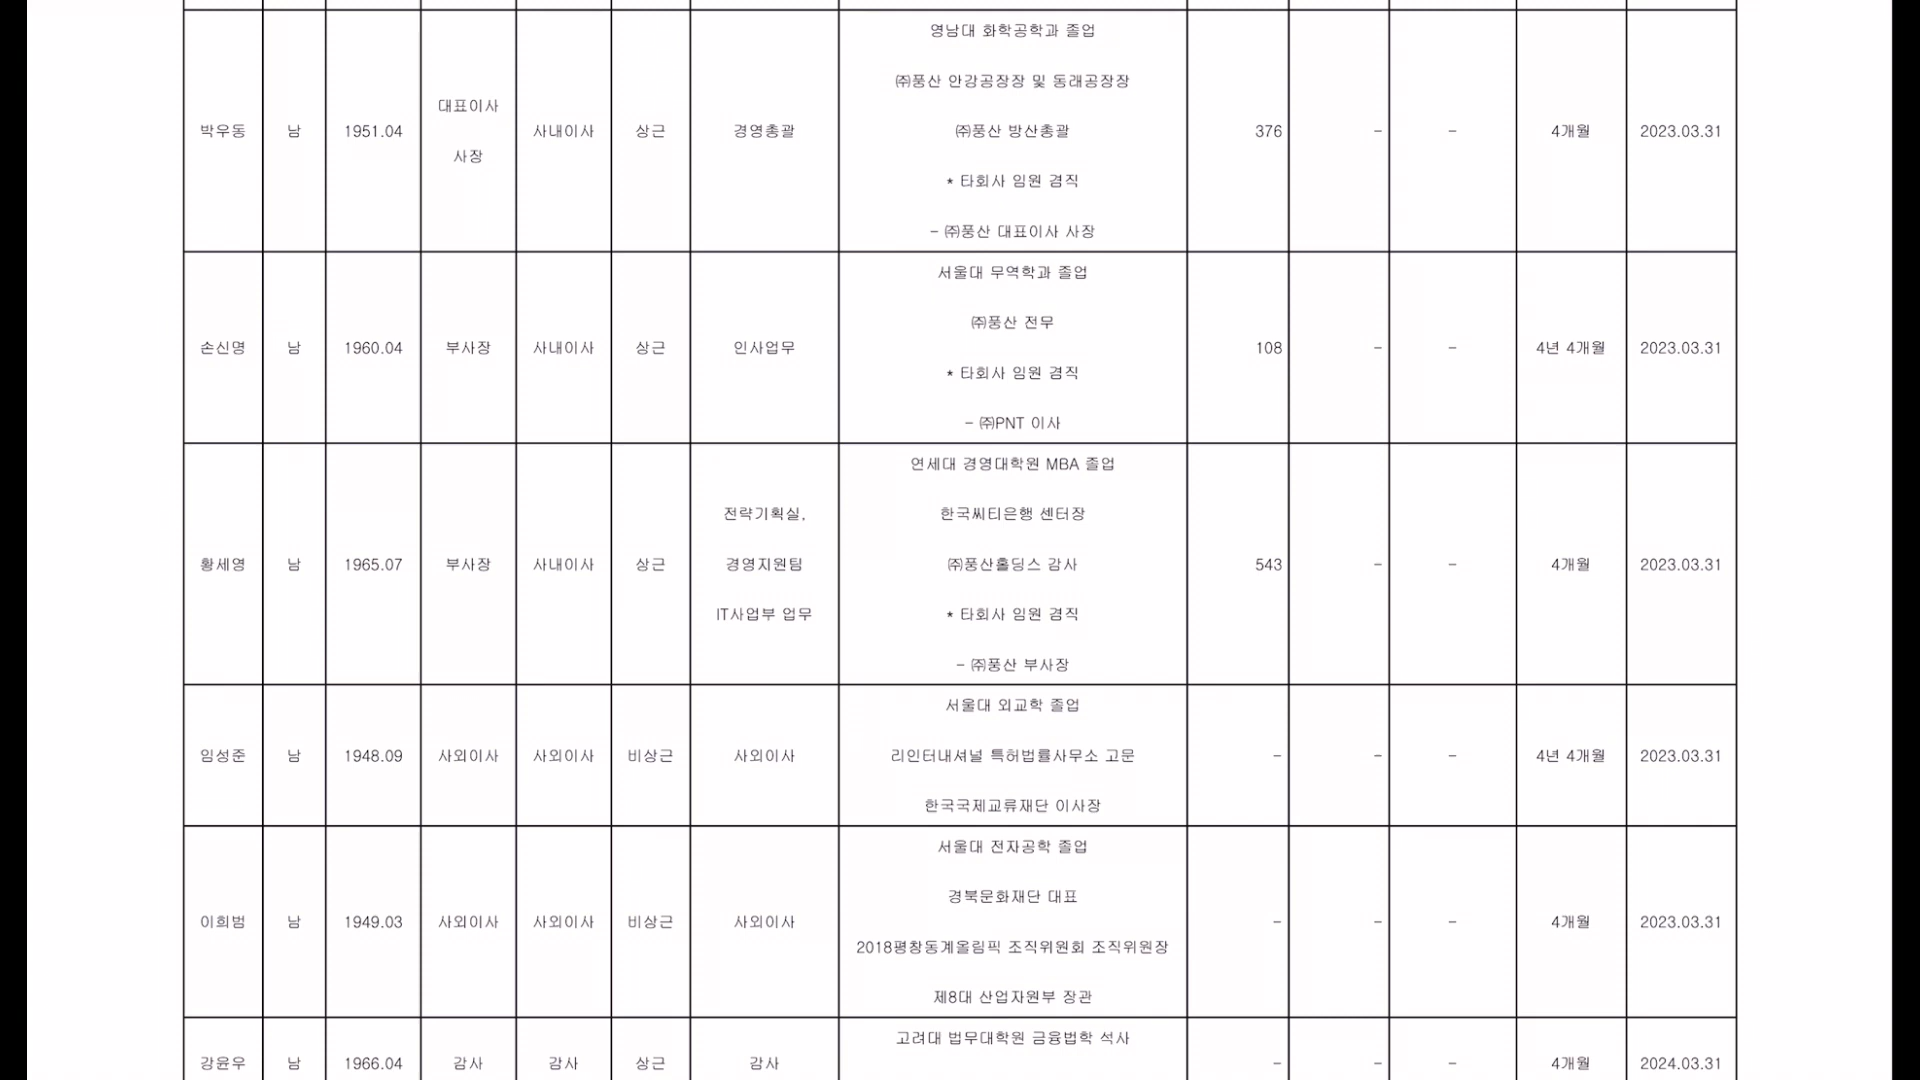 박우동 남 1951.04 대표이사 사장 사내이사 상근 경영총괄 영남대 화학공학과 졸업
㈜풍산 안강공장장 및 동래공장장
㈜풍산 방산총괄
* 타회사 임원 겸직
- ㈜풍산 대표이사 사장 376 - - 4개월 2023.03.31
손신명 남 1960.04 부사장 사내이사 상근 인사업무 서울대 무역학과 졸업
㈜풍산 전무
* 타회사 임원 겸직
- ㈜PNT 이사 108 - - 4년 4개월 2023.03.31
황세영 남 1965.07 부사장 사내이사 상근 전략기획실,
경영지원팀
IT사업부 업무
연세대 경영대학원 MBA 졸업
한국씨티은행 센터장
㈜풍산홀딩스 감사
* 타회사 임원 겸직
- ㈜풍산 부사장 543 - - 4개월 2023.03.31
임성준 남 1948.09 사외이사 사외이사 비상근 사외이사 서울대 외교학 졸업
리인터내셔널 특허법률사무소 고문
한국국제교류재단 이사장 - - - 4년 4개월 2023.03.31
이희범 남 1949.03 사외이사 사외이사 비상근 사외이사 서울대 전자공학 졸업
경북문화재단 대표
2018평창동계올림픽 조직위원회 조직위원장
제8대 산업자원부 장관 - - - 4개월 2023.03.31
강윤우 남 1966.04 감사 감사 상근 감사 고려대 법무대학원 금융법학 석사 - - - 4개월 2024.03.31